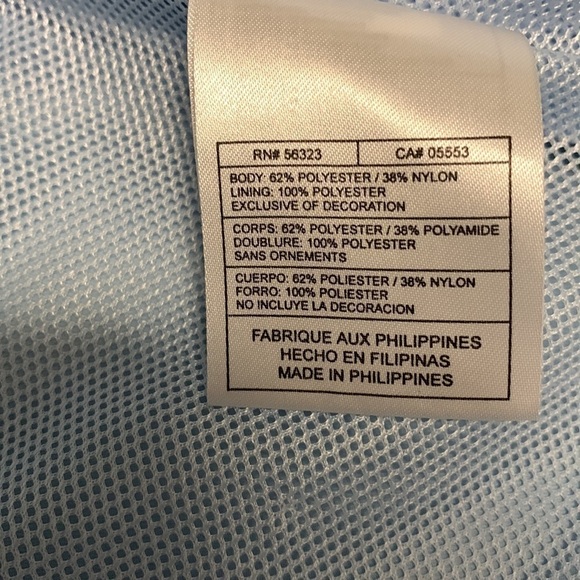 RN# 56323 CA# 05553
BODY: 62% POLYESTER / 38% NYLON
LINING: 100% POLYESTER
EXCLUSIVE OF DECORATION
CORPS: 62% POLYESTER / 38% POLYAMIDE
DOUBLURE: 100% POLYESTER
SANS ORNEMENTS
CUERPO: 62% POLIESTER / 38% NYLON
FORRO: 100% POLIESTER
NO INCLUYE LA DECORACION
FABRIQUE AUX PHILIPPINES
HECHO EN FILIPINAS
MADE IN PHILIPPINES